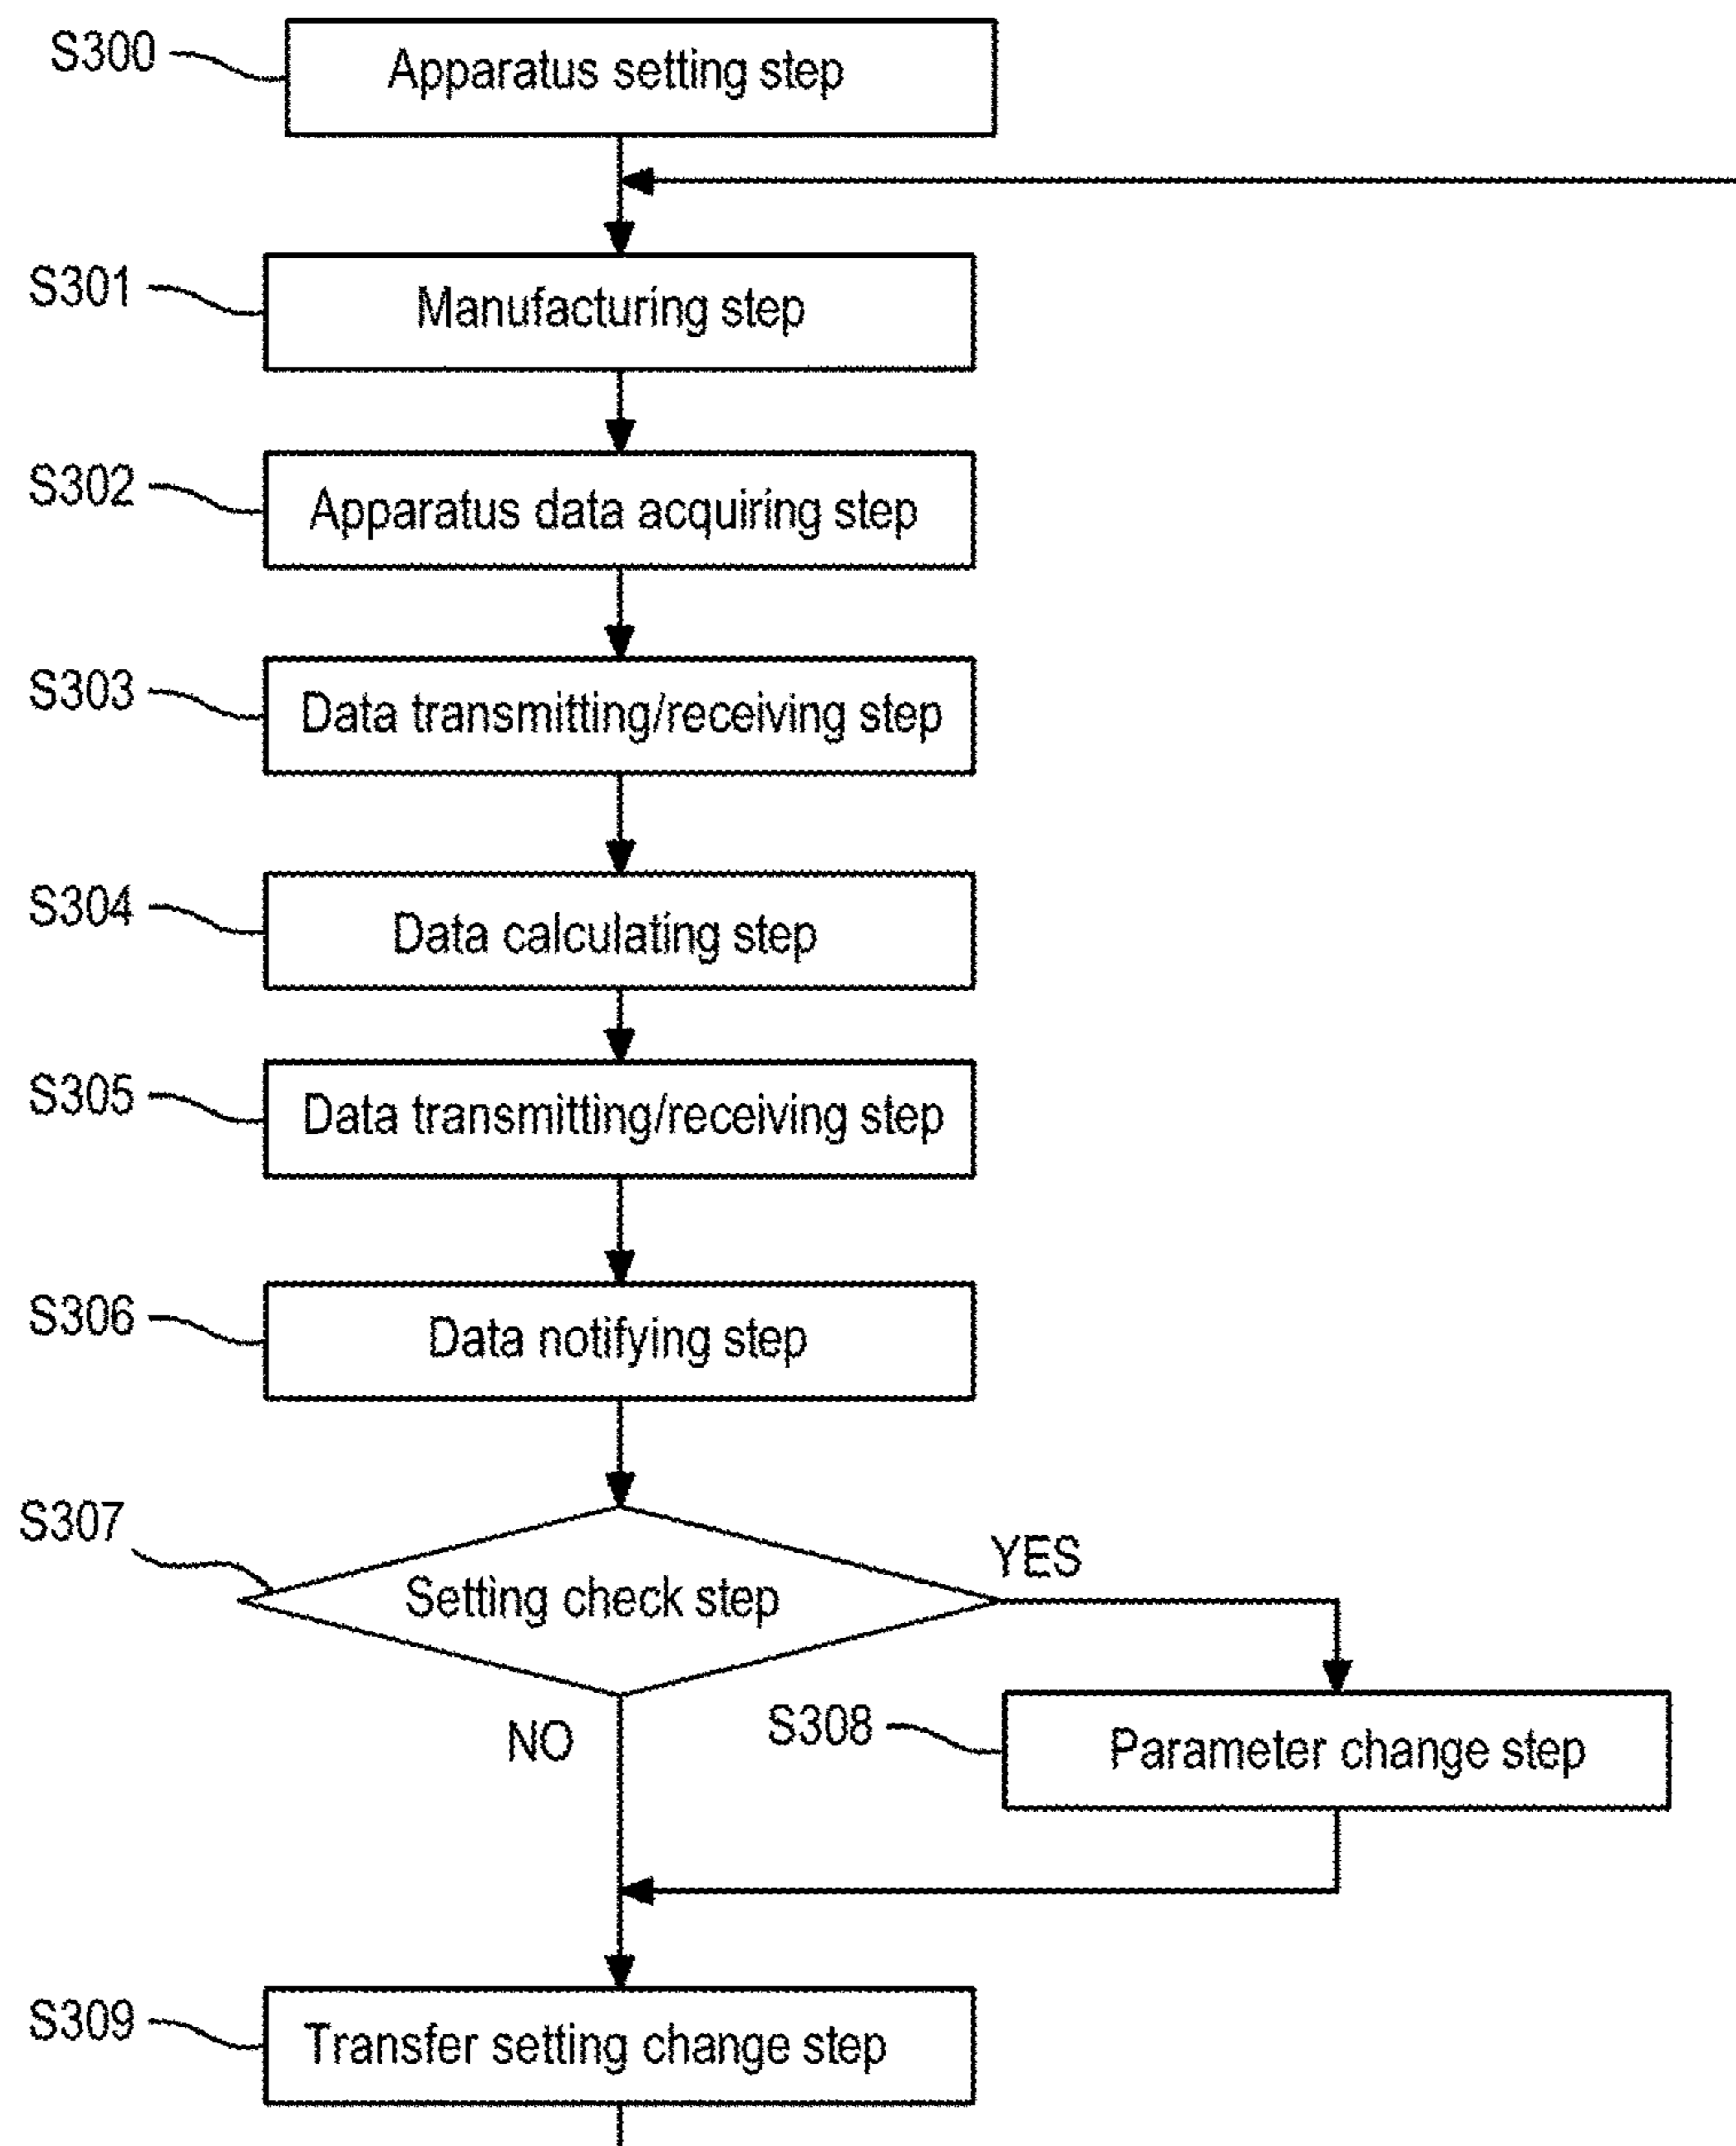 S300
Apparatus setting step
S301
Manufacturing step
S302
Apparatus data acquiring step
S303
Data transmitting/receiving step
S304
Data calculating step
S305
Data transmitting/receiving step
S306
Data notifying step
S307
Setting check step
YES
NO
S308
Parameter change step
S309
Transfer setting change step